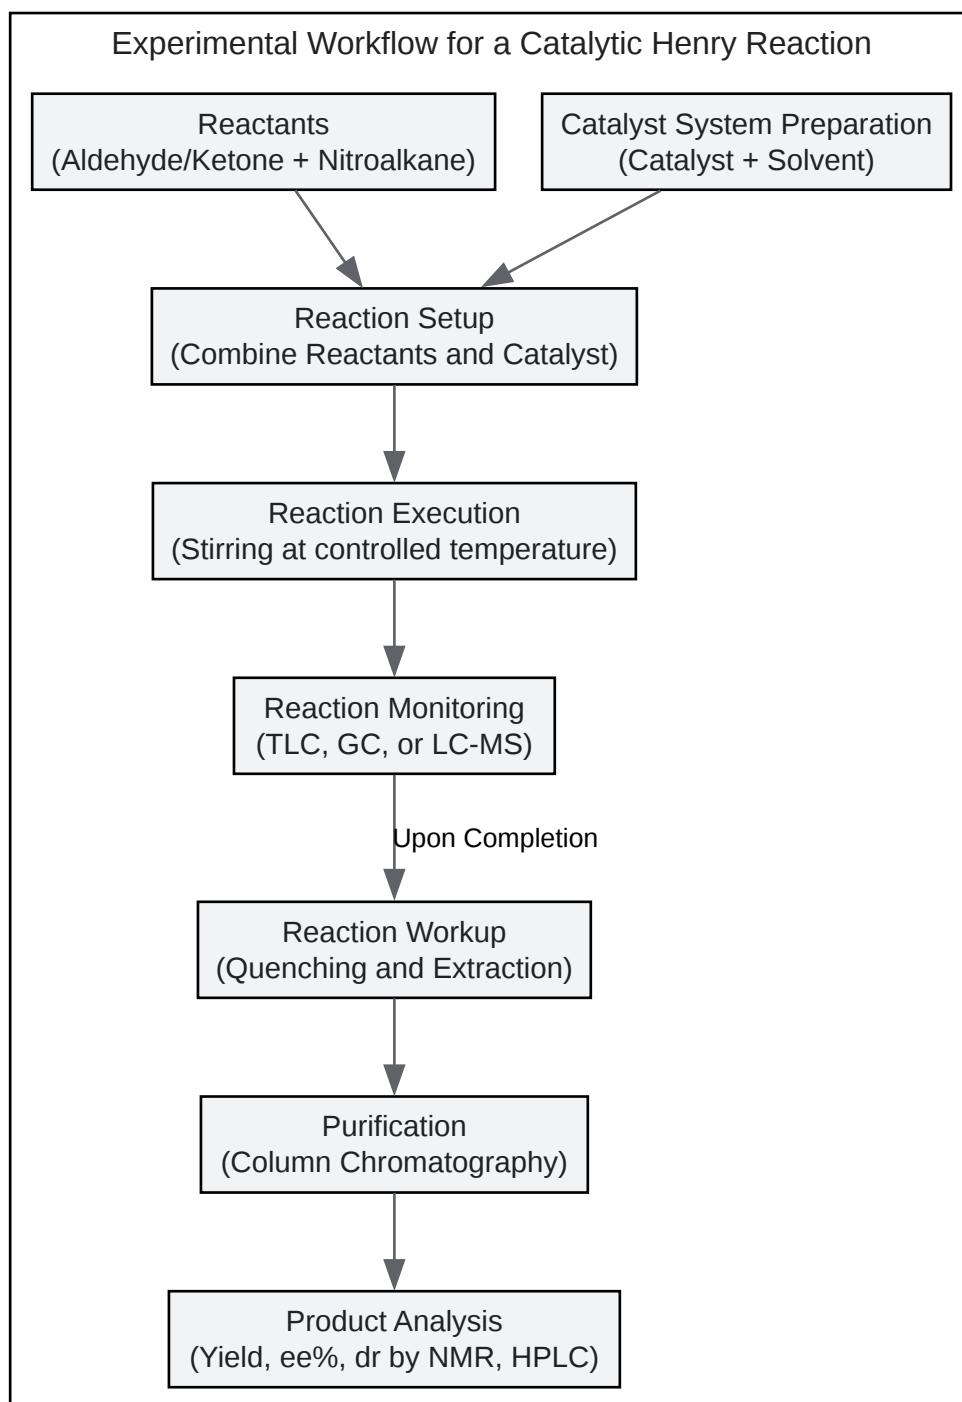 Experimental Workflow for a Catalytic Henry Reaction
Reactants
(Aldehyde/Ketone + Nitroalkane)
Catalyst System Preparation
(Catalyst + Solvent)
Reaction Setup
(Combine Reactants and Catalyst)
Reaction Execution
(Stirring at controlled temperature)
Reaction Monitoring
(TLC, GC, or LC-MS)
Upon Completion
Reaction Workup
(Quenching and Extraction)
Purification
(Column Chromatography)
Product Analysis
(Yield, ee%, dr by NMR, HPLC)